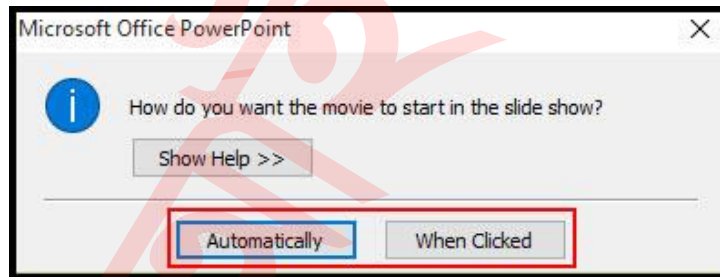 Microsoft Office PowerPoint
How do you want the movie to start in the slide show?
Show Help >>
Automatically
When Clicked